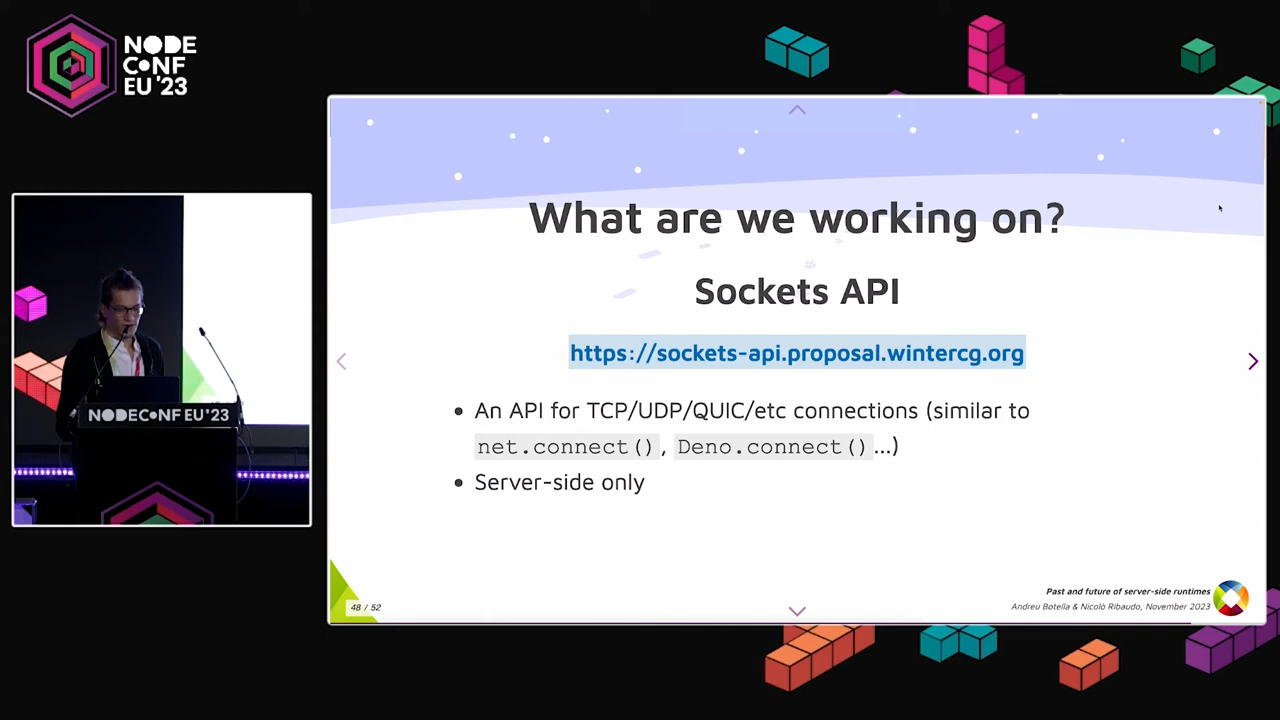 NODE
CONF
EU '23
What are we working on?
Sockets API
https://sockets-api.proposal.wintercg.org
• An API for TCP/UDP/QUIC/etc connections (similar to
net.connect(), Deno.connect()...)
• Server-side only
NODECONF EU '23
48 / 52
Past and future of server-side runtimes
Andreu Botella & Nicolò Ribaudo, November 2023